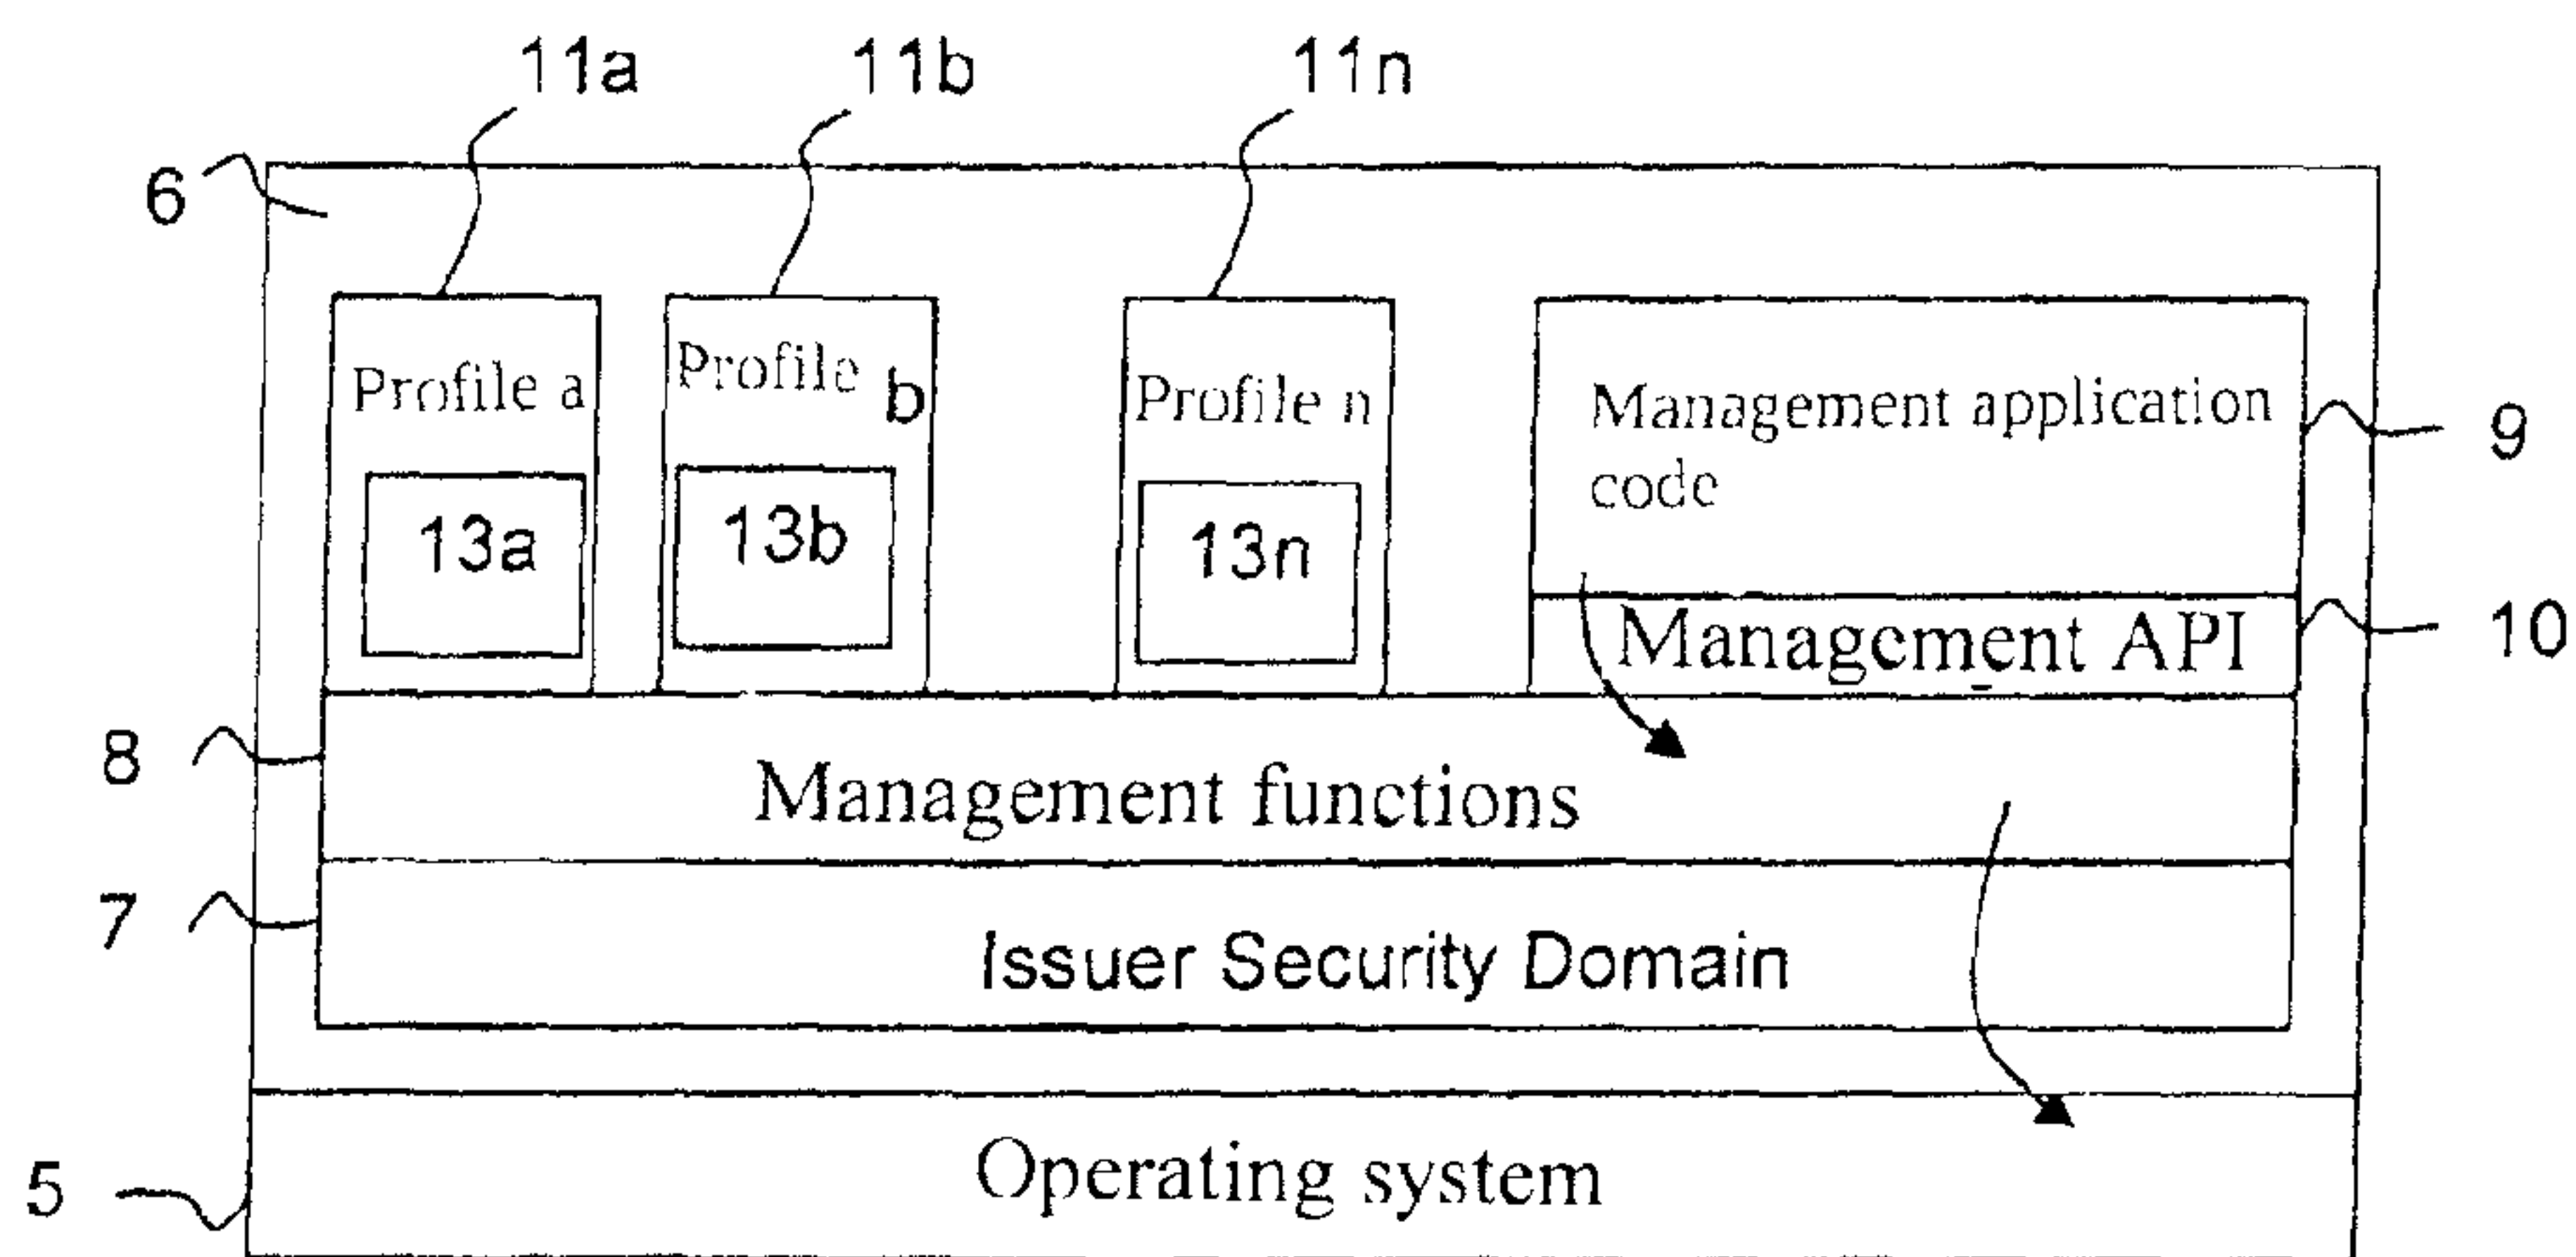 11a 11b 11n
6
Profile a Profile b Profile n Management application
code
9
13a 13b 13n
Management API 10
8
Management functions
7
Issuer Security Domain
5 Operating system